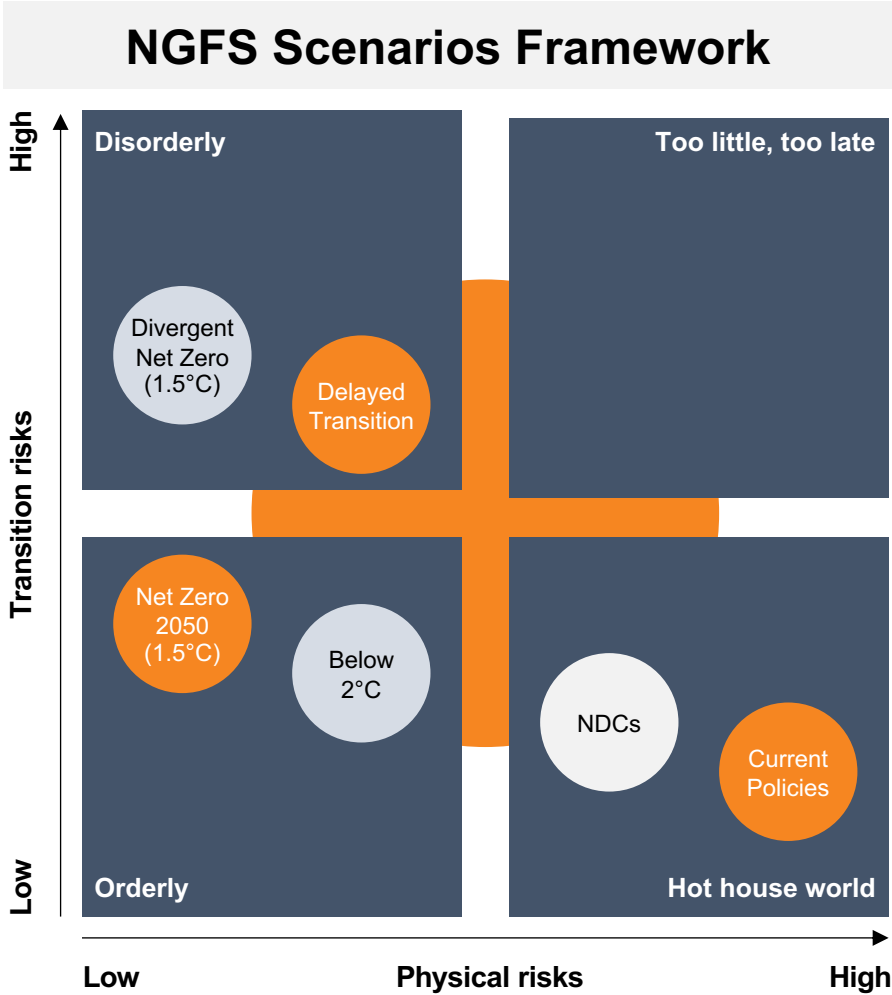 NGFS Scenarios Framework
High
Transition risks
Low
Disorderly
Too little, too late
Divergent
Net Zero
(1.5°C)
Delayed
Transition
Net Zero
2050
(1.5°C)
Below
2°C
NDCs
Current
Policies
Orderly
Hot house world
Low
Physical risks
High